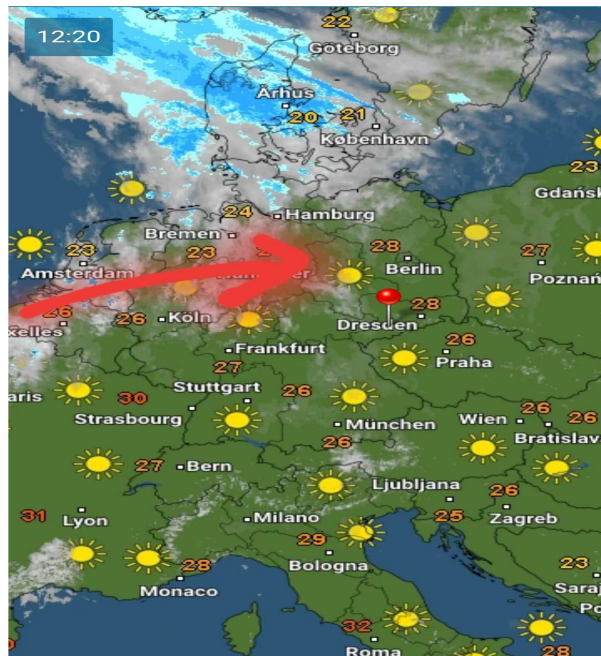 12:20
22
Göteborg
Århus
20
21
København
23
Gdańsk
24
Hamburg
Bremen
23
23
28
27
Amsterdam
Berlin
Poznań
26
26
Köln
28
Dresden
26
Frankfurt
Praha
27
Stuttgart
26
30
Strasbourg
26
26
München
Wien
Bratislav
26
27
Bern
Ljubljana
26
31
Lyon
Milano
25
Zagreb
29
Bologna
28
23
Monaco
Saraj
32
Roma
28